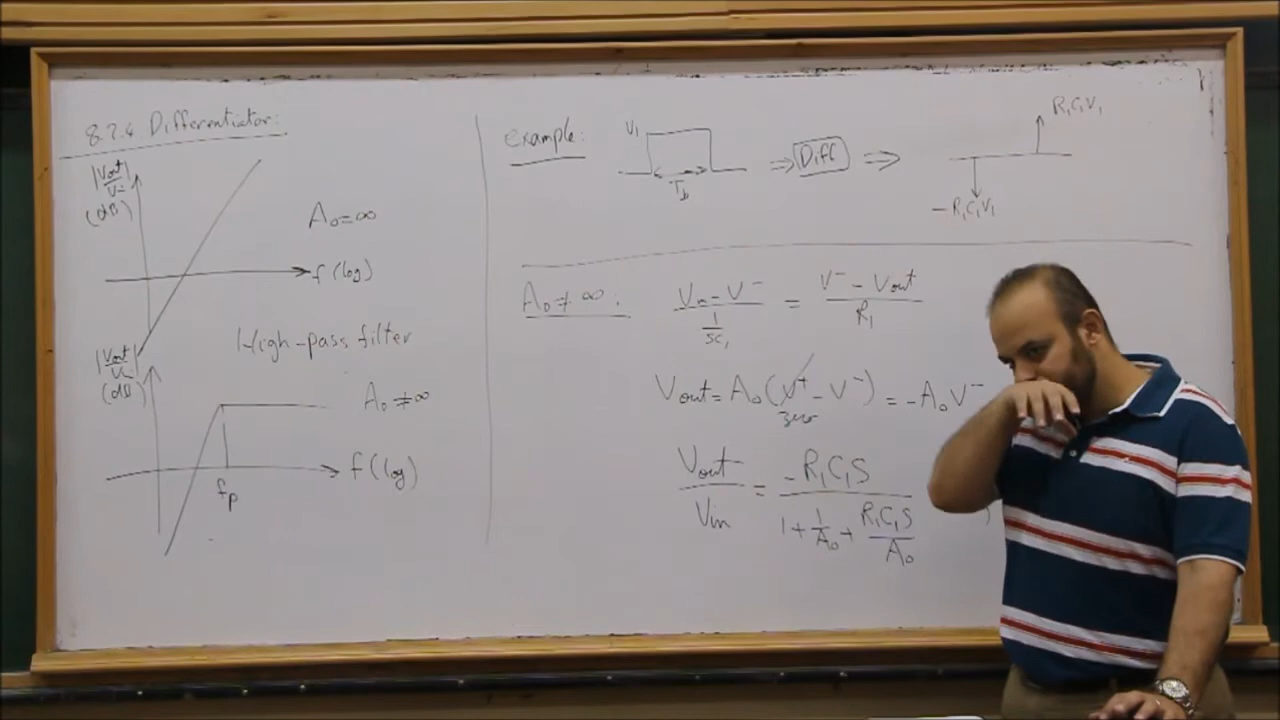 8.2.4 Differentiator:
|Vout/Vin|
(dB)
A₀=∞
f (log)
High-pass filter
|Vout/Vin|
(dB)
A₀≠∞
f (log)
fp
example:
V₁
Tb
⇒ Diff ⇒
R₁C₁V₁
-R₁C₁V₁
A₀≠∞:
(Vin - V⁻)/(1/SC₁) = (V⁻ - Vout)/R₁
Vout = A₀(V⁺ - V⁻) = -A₀V⁻
zero
Vout/Vin = -R₁C₁S/(1 + 1/A₀ + R₁C₁S/A₀)